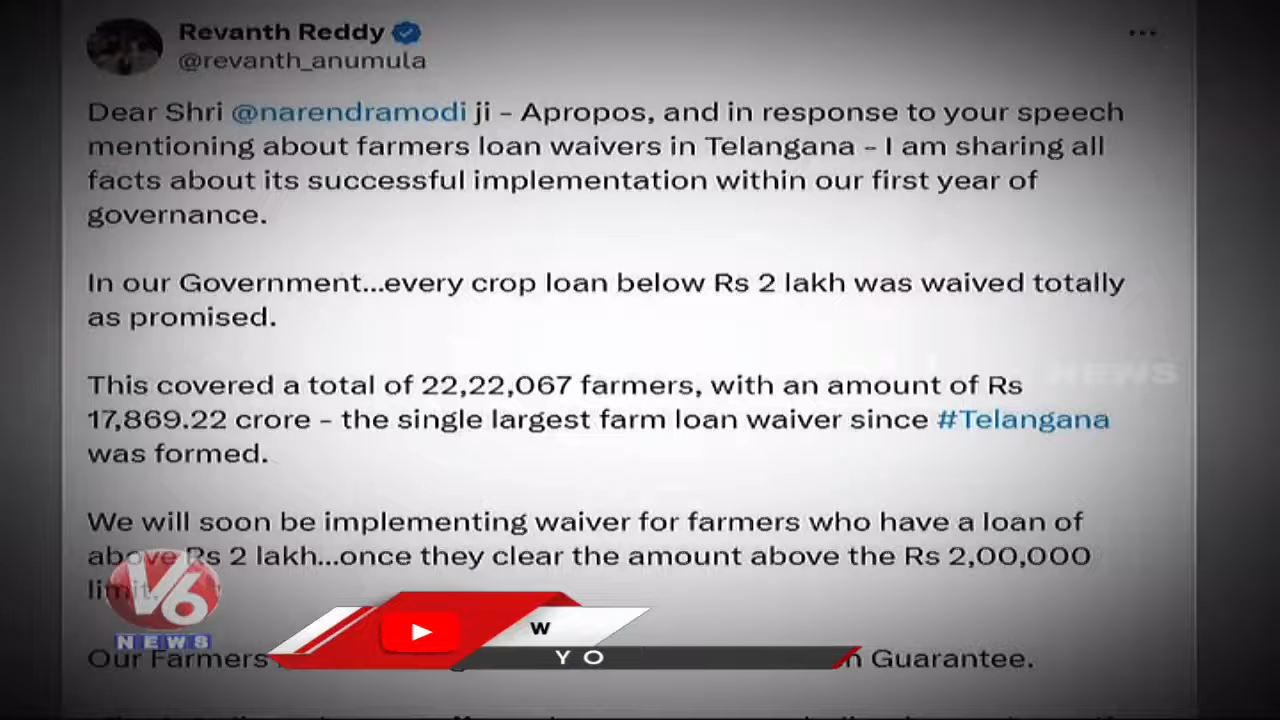 Revanth Reddy
@revanth_anumula
Dear Shri @narendramodi ji - Apropos, and in response to your speech
mentioning about farmers loan waivers in Telangana - I am sharing all
facts about its successful implementation within our first year of
governance.
In our Government...every crop loan below Rs 2 lakh was waived totally
as promised.
This covered a total of 22,22,067 farmers, with an amount of Rs
17,869.22 crore - the single largest farm loan waiver since #Telangana
was formed.
We will soon be implementing waiver for farmers who have a loan of
above Rs 2 lakh...once they clear the amount above the Rs 2,00,000
limit.
Our Farmers Guarantee.
NEWS
V6
NEWS
W
YO